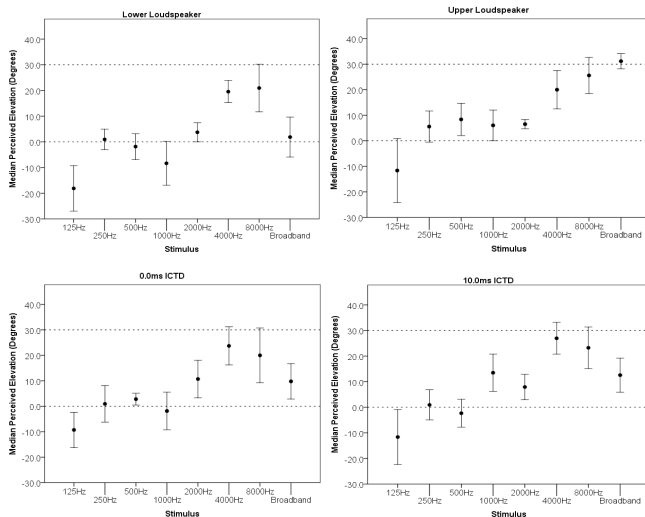 Lower Loudspeaker
Median Perceived Elevation (Degrees)
40.0
30.0
20.0
10.0
0.0
-10.0
-20.0
-30.0
125Hz
250Hz
500Hz
1000Hz
2000Hz
4000Hz
8000Hz
Broadband
Stimulus
Upper Loudspeaker
Median Perceived Elevation (Degrees)
40.0
30.0
20.0
10.0
0.0
-10.0
-20.0
-30.0
125Hz
250Hz
500Hz
1000Hz
2000Hz
4000Hz
8000Hz
Broadband
Stimulus
0.0ms ICTD
Median Perceived Elevation (Degrees)
40.0
30.0
20.0
10.0
0.0
-10.0
-20.0
-30.0
125Hz
250Hz
500Hz
1000Hz
2000Hz
4000Hz
8000Hz
Broadband
Stimulus
10.0ms ICTD
Median Perceived Elevation (Degrees)
40.0
30.0
20.0
10.0
0.0
-10.0
-20.0
-30.0
125Hz
250Hz
500Hz
1000Hz
2000Hz
4000Hz
8000Hz
Broadband
Stimulus